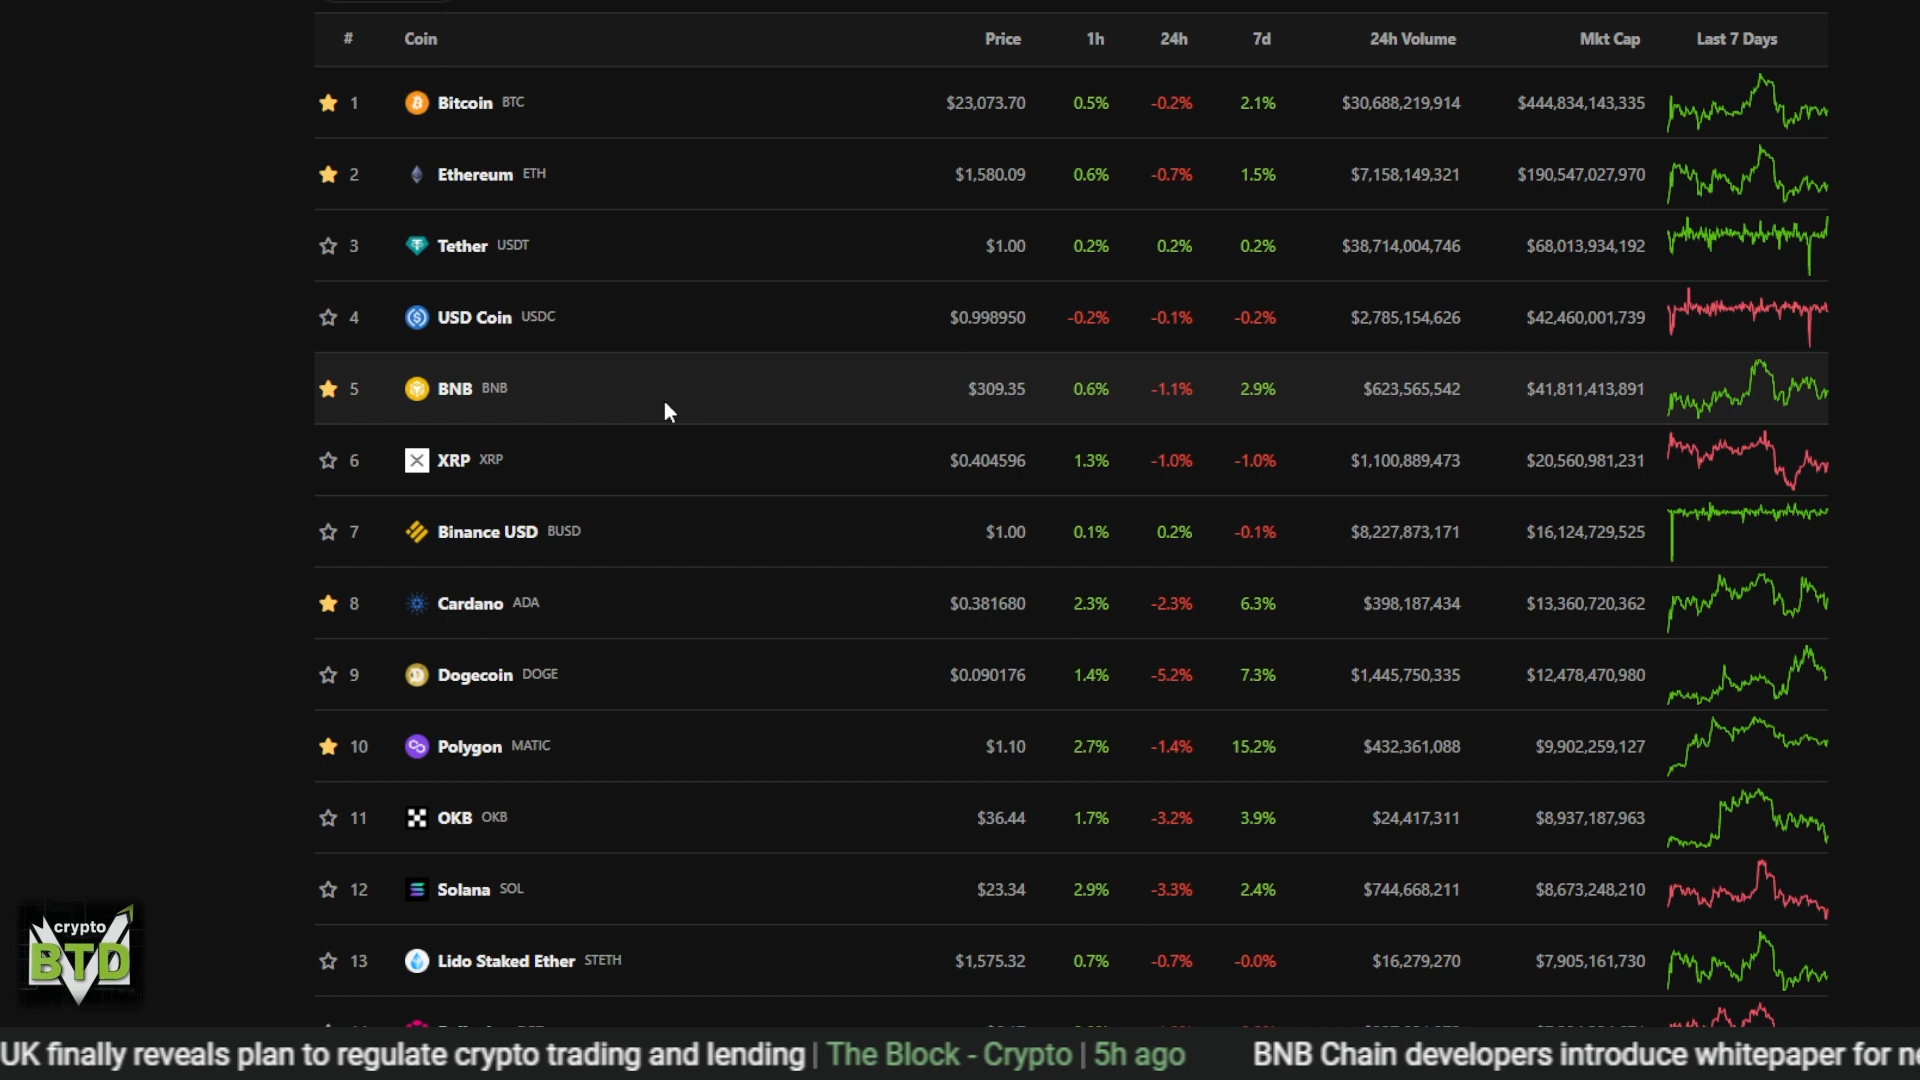 # Coin Price 1h 24h 7d 24h Volume Mkt Cap Last 7 Days
1 Bitcoin BTC $23,073.70 0.5% -0.2% 2.1% $30,688,219,914 $444,834,143,335
2 Ethereum ETH $1,580.09 0.6% -0.7% 1.5% $7,158,149,321 $190,547,027,970
3 Tether USDT $1.00 0.2% 0.2% 0.2% $38,714,004,746 $68,013,934,192
4 USD Coin USDC $0.998950 -0.2% -0.1% -0.2% $2,785,154,626 $42,460,001,739
5 BNB BNB $309.35 0.6% -1.1% 2.9% $623,565,542 $41,811,413,891
6 XRP XRP $0.404596 1.3% -1.0% -1.0% $1,100,889,473 $20,560,981,231
7 Binance USD BUSD $1.00 0.1% 0.2% -0.1% $8,227,873,171 $16,124,729,525
8 Cardano ADA $0.381680 2.3% -2.3% 6.3% $398,187,434 $13,360,720,362
9 Dogecoin DOGE $0.090176 1.4% -5.2% 7.3% $1,445,750,335 $12,478,470,980
10 Polygon MATIC $1.10 2.7% -1.4% 15.2% $432,361,088 $9,902,259,127
11 OKB OKB $36.44 1.7% -3.2% 3.9% $24,417,311 $8,937,187,963
12 Solana SOL $23.34 2.9% -3.3% 2.4% $744,668,211 $8,673,248,210
13 Lido Staked Ether STETH $1,575.32 0.7% -0.7% -0.0% $16,279,270 $7,905,161,730
crypto
BTD
UK finally reveals plan to regulate crypto trading and lending | The Block - Crypto | 5h ago BNB Chain developers introduce whitepaper for